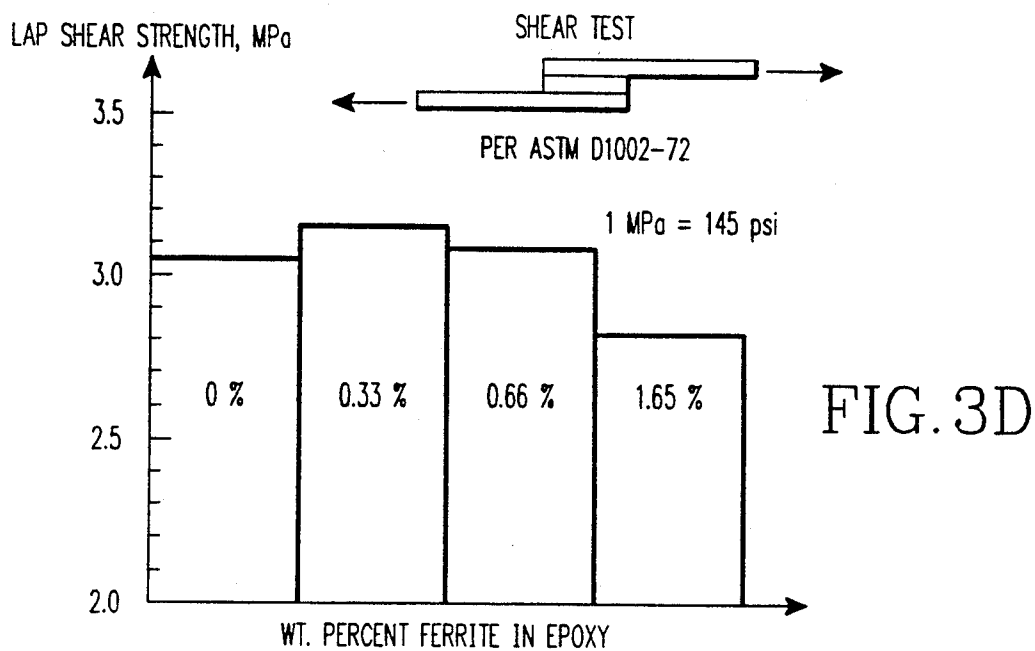 LAP SHEAR STRENGTH, MPa
SHEAR TEST
3.5
PER ASTM D1002-72
1 MPa = 145 psi
3.0
0 %
0.33 %
0.66 %
1.65 %
FIG. 3D
2.5
2.0
WT. PERCENT FERRITE IN EPOXY